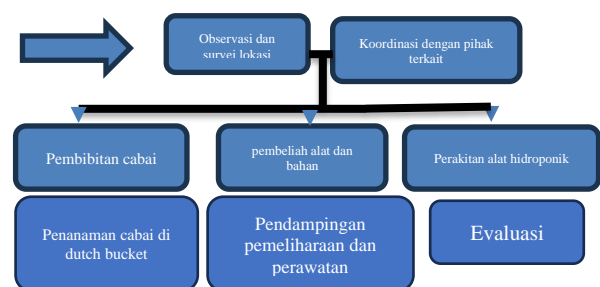 Observasi dan
survei lokasi
Koordinasi dengan pihak
terkait
Pembibitan cabai
pembeliah alat dan
bahan
Perakitan alat hidroponik
Penanaman cabai di
dutch bucket
Pendampingan
pemeliharaan dan
perawatan
Evaluasi